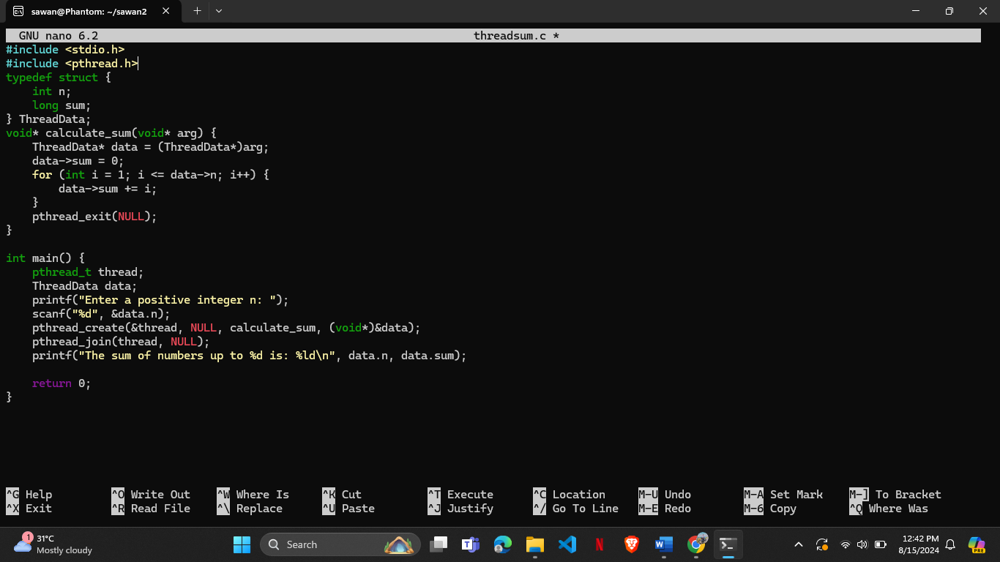 sawan@Phantom: ~/sawan2
GNU nano 6.2 threadsum.c *
#include <stdio.h>
#include <pthread.h>
typedef struct {
    int n;
    long sum;
} ThreadData;
void* calculate_sum(void* arg) {
    ThreadData* data = (ThreadData*)arg;
    data->sum = 0;
    for (int i = 1; i <= data->n; i++) {
        data->sum += i;
    }
    pthread_exit(NULL);
}
int main() {
    pthread_t thread;
    ThreadData data;
    printf("Enter a positive integer n: ");
    scanf("%d", &data.n);
    pthread_create(&thread, NULL, calculate_sum, (void*)&data);
    pthread_join(thread, NULL);
    printf("The sum of numbers up to %d is: %ld\n", data.n, data.sum);
    return 0;
}
^G Help ^O Write Out ^W Where Is ^K Cut ^T Execute ^C Location M-U Undo M-A Set Mark M-] To Bracket
^X Exit ^R Read File ^\ Replace ^U Paste ^J Justify ^/ Go To Line M-E Redo M-6 Copy ^Q Where Was
1 31°C
Mostly cloudy
Search
12:42 PM
8/15/2024
PRE